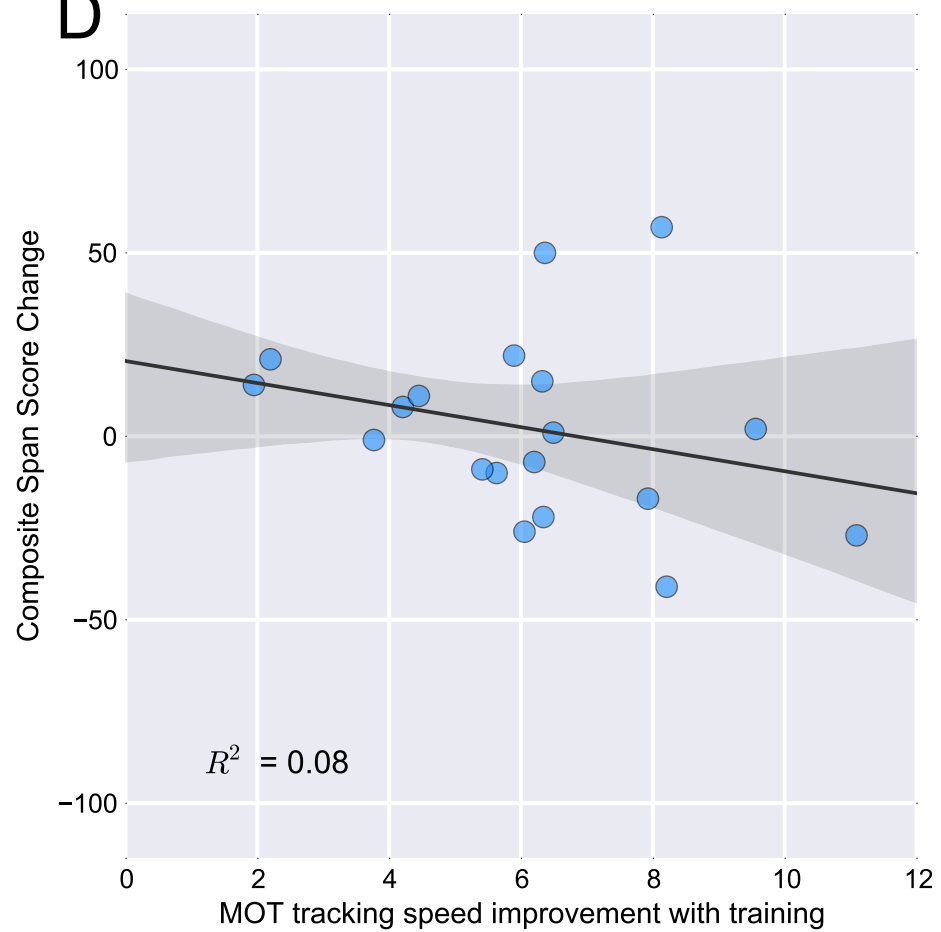 D
100
50
0
−50
−100
Composite Span Score Change
R² = 0.08
0 2 4 6 8 10 12
MOT tracking speed improvement with training